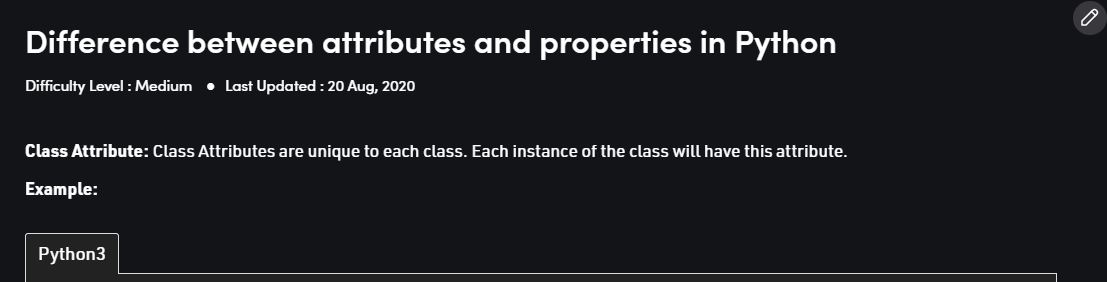 Difference between attributes and properties in Python
Difficulty Level : Medium ● Last Updated : 20 Aug, 2020
Class Attribute: Class Attributes are unique to each class. Each instance of the class will have this attribute.
Example:
Python3